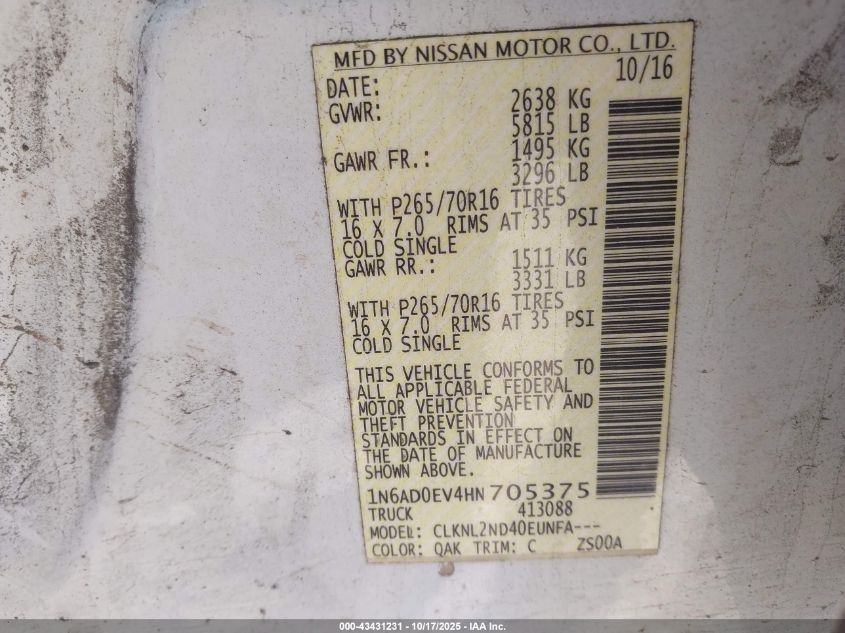 MFD BY NISSAN MOTOR CO., LTD.
DATE: 10/16
GVWR: 2638 KG
5815 LB
GAWR FR.: 1495 KG
3296 LB
WITH P265/70R16 TIRES
16 X 7.0 RIMS AT 35 PSI
COLD SINGLE
GAWR RR.: 1511 KG
3331 LB
WITH P265/70R16 TIRES
16 X 7.0 RIMS AT 35 PSI
COLD SINGLE
THIS VEHICLE CONFORMS TO
ALL APPLICABLE FEDERAL
MOTOR VEHICLE SAFETY AND
THEFT PREVENTION
STANDARDS IN EFFECT ON
THE DATE OF MANUFACTURE
SHOWN ABOVE.
1N6AD0EV4HN705375
TRUCK 413088
MODEL: CLKNL2ND40EUNFA---
COLOR: QAK TRIM: C ZS00A
000-43431231 - 10/17/2025 - IAA Inc.